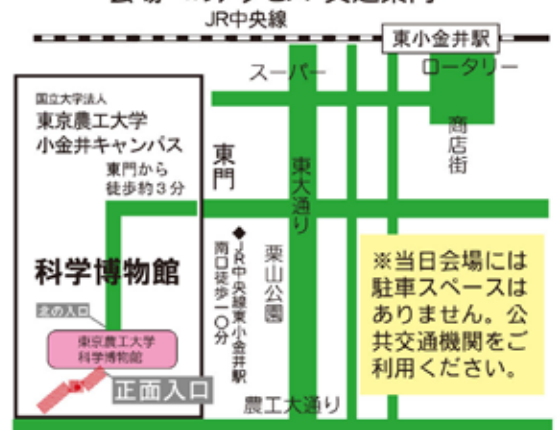 JR中央線
東小金井駅
スーパー
ロータリー
国立大学法人
東京農工大学
小金井キャンパス
東門から
徒歩約3分
東門
東大通り
商店街
科学博物館
◆JR中央線東小金井駅
南口徒歩一〇分
栗山公園
※当日会場には
駐車スペースは
ありません。公
共交通機関をご
利用ください。
北の入口
東京農工大学
科学博物館
正面入口
農工大通り